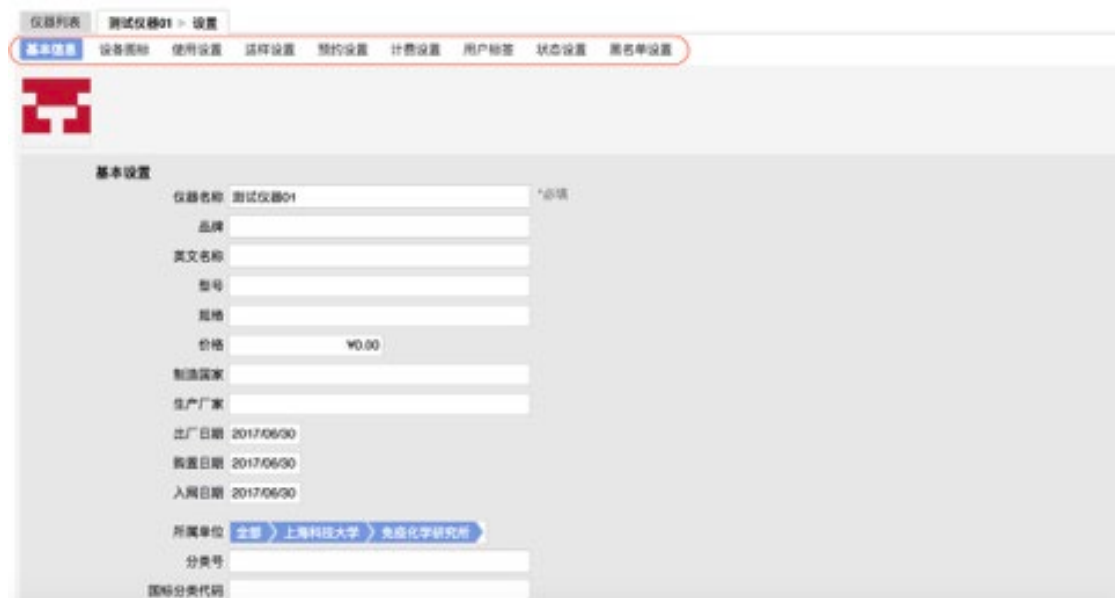 仪器列表 测试仪器01 > 设置
基本信息 设备图标 使用设置 送样设置 预约设置 计费设置 用户标签 状态设置 黑名单设置
基本设置
仪器名称 测试仪器01 *必填
品牌
英文名称
型号
规格
价格 ¥0.00
制造国家
生产厂家
出厂日期 2017/06/30
购置日期 2017/06/30
入网日期 2017/06/30
所属单位 全部 上海科技大学 免疫化学研究所
分类号
国标分类代码